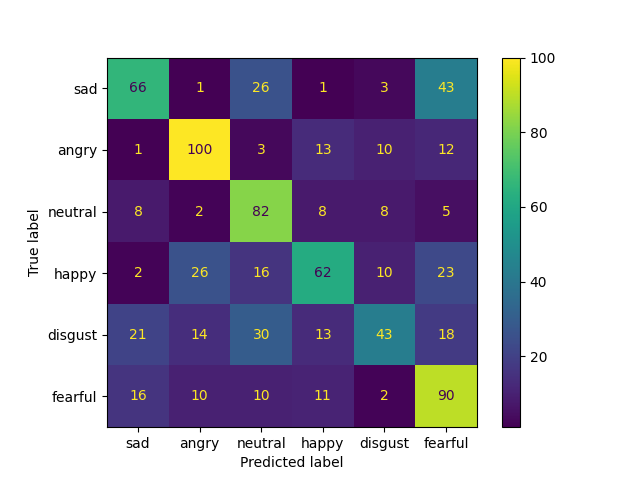 sad 66 1 26 1 3 43
angry 1 100 3 13 10 12
neutral 8 2 82 8 8 5
happy 2 26 16 62 10 23
disgust 21 14 30 13 43 18
fearful 16 10 10 11 2 90
sad angry neutral happy disgust fearful
Predicted label
True label
100
80
60
40
20